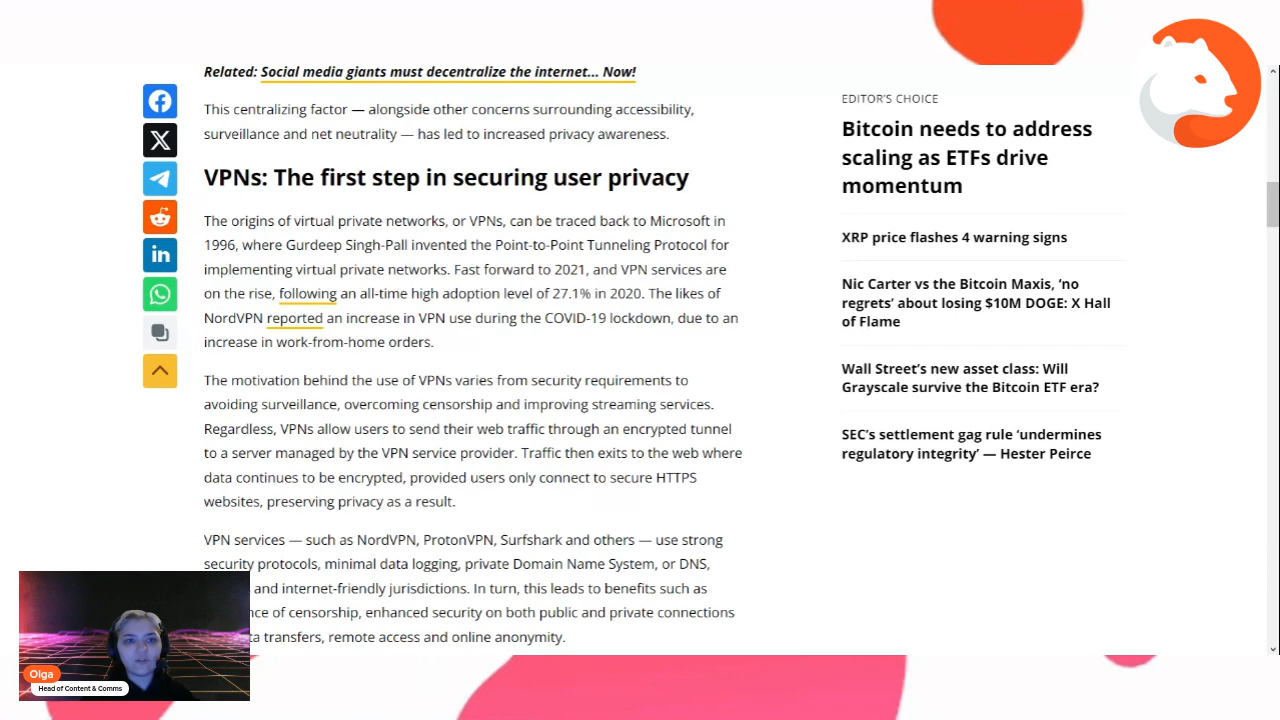 Related: Social media giants must decentralize the internet... Now!
This centralizing factor — alongside other concerns surrounding accessibility,
surveillance and net neutrality — has led to increased privacy awareness.
VPNs: The first step in securing user privacy
The origins of virtual private networks, or VPNs, can be traced back to Microsoft in
1996, where Gurdeep Singh-Pall invented the Point-to-Point Tunneling Protocol for
implementing virtual private networks. Fast forward to 2021, and VPN services are
on the rise, following an all-time high adoption level of 27.1% in 2020. The likes of
NordVPN reported an increase in VPN use during the COVID-19 lockdown, due to an
increase in work-from-home orders.
The motivation behind the use of VPNs varies from security requirements to
avoiding surveillance, overcoming censorship and improving streaming services.
Regardless, VPNs allow users to send their web traffic through an encrypted tunnel
to a server managed by the VPN service provider. Traffic then exits to the web where
data continues to be encrypted, provided users only connect to secure HTTPS
websites, preserving privacy as a result.
VPN services — such as NordVPN, ProtonVPN, Surfshark and others — use strong
security protocols, minimal data logging, private Domain Name System, or DNS,
and internet-friendly jurisdictions. In turn, this leads to benefits such as
of censorship, enhanced security on both public and private connections
transfers, remote access and online anonymity.
EDITOR'S CHOICE
Bitcoin needs to address
scaling as ETFs drive
momentum
XRP price flashes 4 warning signs
Nic Carter vs the Bitcoin Maxis, ‘no
regrets’ about losing $10M DOGE: X Hall
of Flame
Wall Street’s new asset class: Will
Grayscale survive the Bitcoin ETF era?
SEC’s settlement gag rule ‘undermines
regulatory integrity’ — Hester Peirce
Olga
Head of Content & Comms